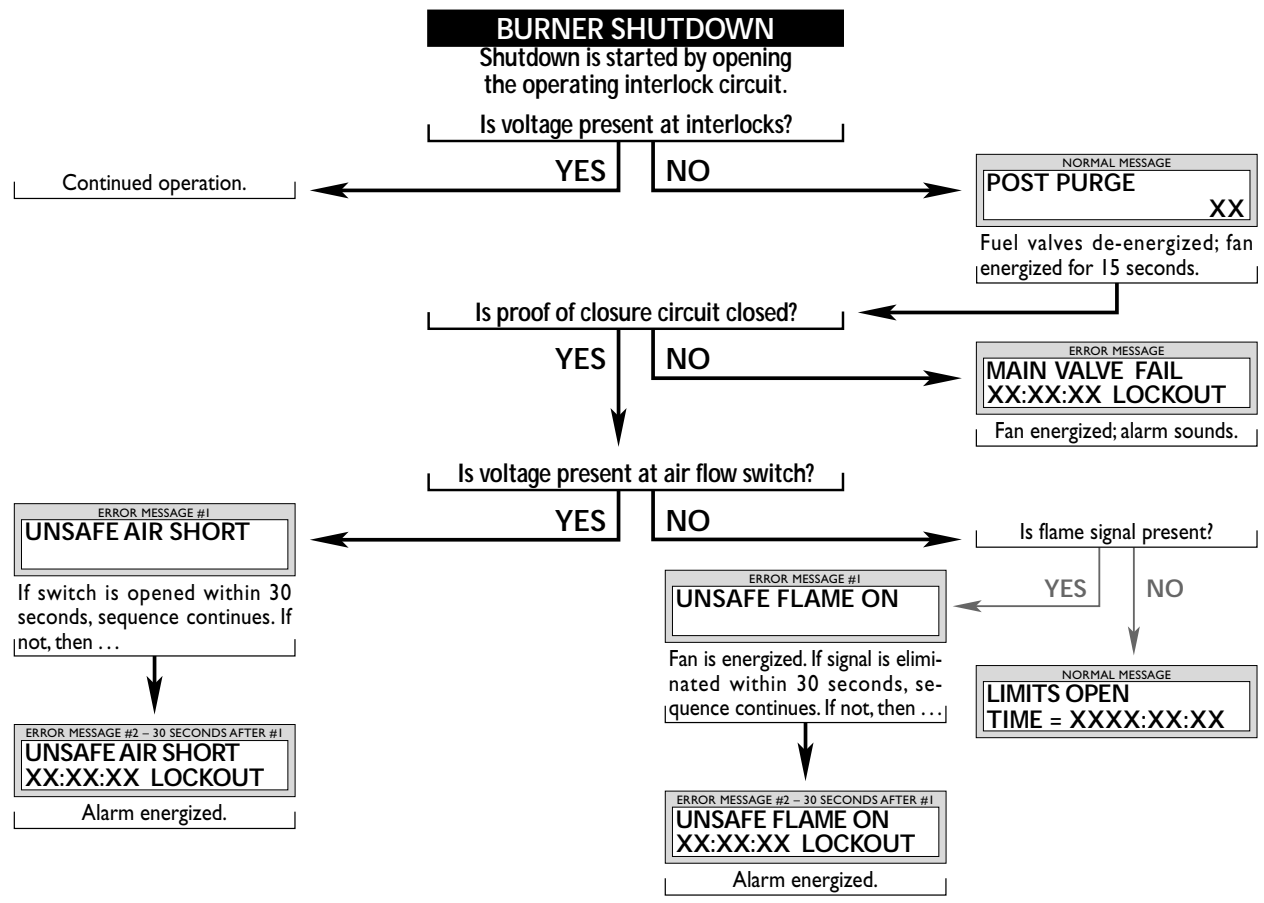 BURNER SHUTDOWN
Shutdown is started by opening
the operating interlock circuit.
Is voltage present at interlocks?
YES
NO
Continued operation.
NORMAL MESSAGE
POST PURGE
XX
Fuel valves de-energized; fan
energized for 15 seconds.
Is proof of closure circuit closed?
YES
NO
ERROR MESSAGE
MAIN VALVE FAIL
XX:XX:XX LOCKOUT
Fan energized; alarm sounds.
Is voltage present at air flow switch?
YES
NO
ERROR MESSAGE #1
UNSAFE AIR SHORT
If switch is opened within 30
seconds, sequence continues. If
not, then ...
ERROR MESSAGE #2 – 30 SECONDS AFTER #1
UNSAFE AIR SHORT
XX:XX:XX LOCKOUT
Alarm energized.
Is flame signal present?
YES
NO
ERROR MESSAGE #1
UNSAFE FLAME ON
Fan is energized. If signal is elimi-
nated within 30 seconds, se-
quence continues. If not, then ...
ERROR MESSAGE #2 – 30 SECONDS AFTER #1
UNSAFE FLAME ON
XX:XX:XX LOCKOUT
Alarm energized.
NORMAL MESSAGE
LIMITS OPEN
TIME = XXXX:XX:XX